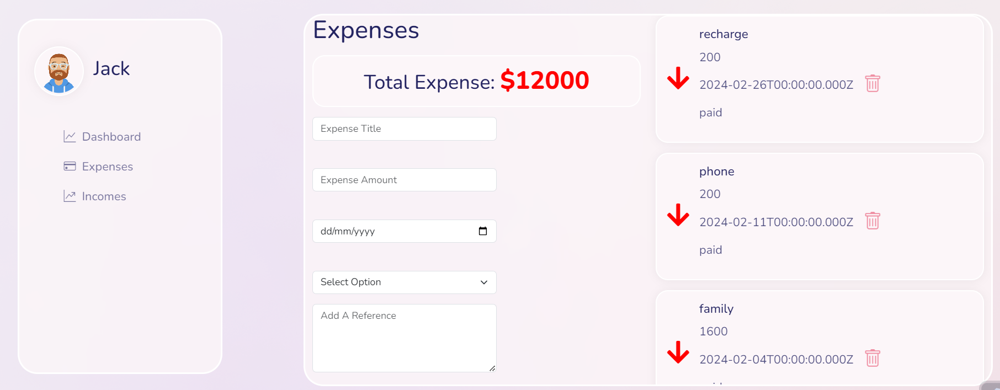 Jack
Dashboard
Expenses
Incomes
Expenses
Total Expense: $12000
Expense Title
Expense Amount
dd/mm/yyyy
Select Option
Add A Reference
recharge
200
2024-02-26T00:00:00.000Z
paid
phone
200
2024-02-11T00:00:00.000Z
paid
family
1600
2024-02-04T00:00:00.000Z